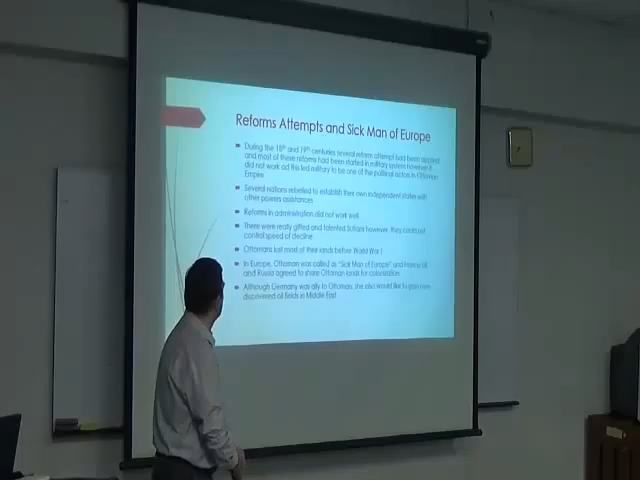 Reforms Attempts and Sick Man of Europe
During the 18th and 19th centuries several reform attempt had been applied
and most of these reforms had been started in military system however it
did not work ad this led military to be one of the political actors in Ottoman
Empire
Several nations rebelled to establish their own independent states with
other powers assistances
Reforms in administration did not work well
There were really gifted and talented Sultans however, they could not
control speed of decline
Ottomans lost most of their lands before World War I
In Europe, Ottoman was called as "Sick Man of Europe" and France UK
and Russia agreed to share Ottoman lands for colonization
Although Germany was ally to Ottoman, she also would like to gain new
discovered oil fields in Middle East